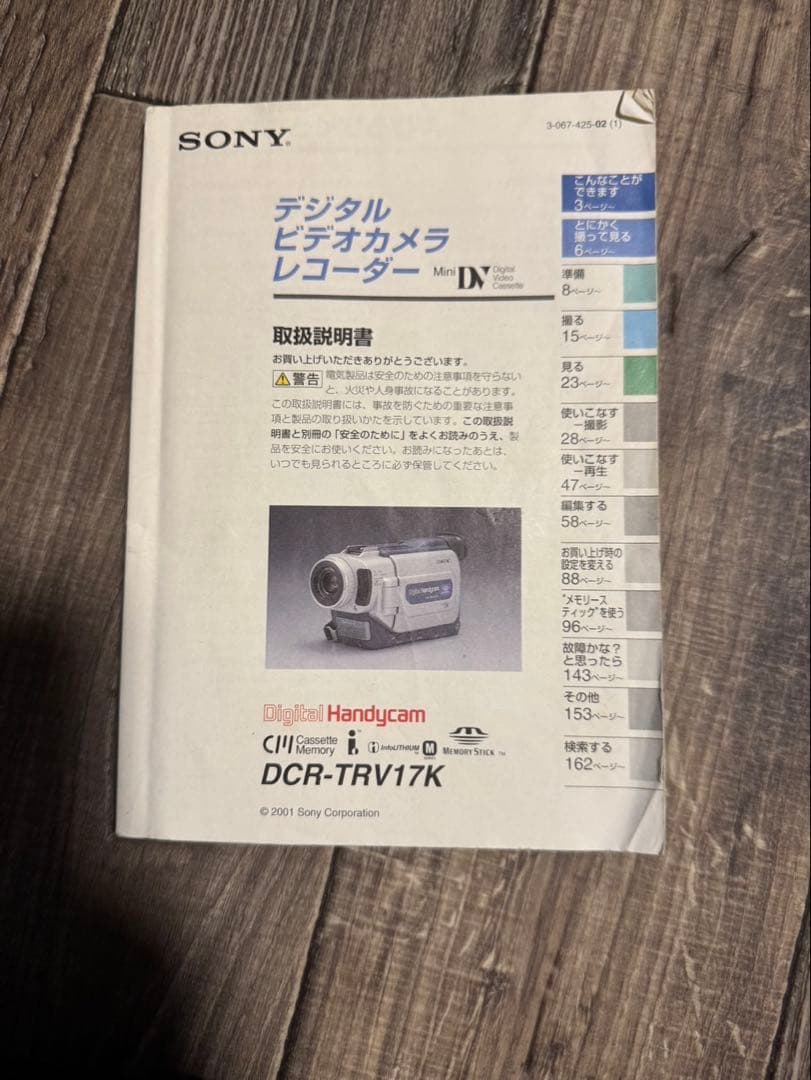 SONY®
3-067-425-02 (1)
デジタル
ビデオカメラ
レコーダー
Mini DV Digital Video Cassette
取扱説明書
お買い上げいただきありがとうございます。
警告 電気製品は安全のための注意事項を守らない
と、火災や人身事故になることがあります。
この取扱説明書には、事故を防ぐための重要な注意事
項と製品の取り扱いかたを示しています。この取扱説
明書と別冊の「安全のために」をよくお読みのうえ、製
品を安全にお使いください。お読みになったあとは、
いつでも見られるところに必ず保管してください。
Digital Handycam
Digital Handycam
CM Cassette Memory i™ InfoLITHIUM M SERIES MEMORY STICK TM
DCR-TRV17K
© 2001 Sony Corporation
こんなことが
できます
3ページ~
とにかく
撮って見る
6ページ~
準備
8ページ~
撮る
15ページ~
見る
23ページ~
使いこなす
ー撮影
28ページ~
使いこなす
ー再生
47ページ~
編集する
58ページ~
お買い上げ時の
設定を変える
88ページ~
"メモリース
ティック"を使う
96ページ~
故障かな?
と思ったら
143ページ~
その他
153ページ~
検索する
162ページ~